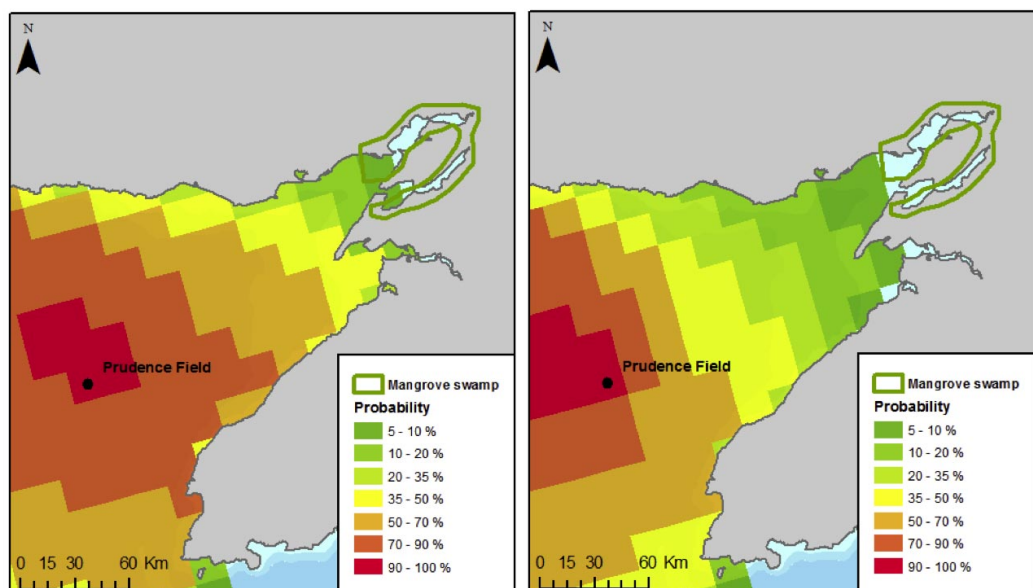 N
Prudence Field
Mangrove swamp
Probability
5 - 10 %
10 - 20 %
20 - 35 %
35 - 50 %
50 - 70 %
70 - 90 %
90 - 100 %
0 15 30 60 Km
N
Prudence Field
Mangrove swamp
Probability
5 - 10 %
10 - 20 %
20 - 35 %
35 - 50 %
50 - 70 %
70 - 90 %
90 - 100 %
0 15 30 60 Km